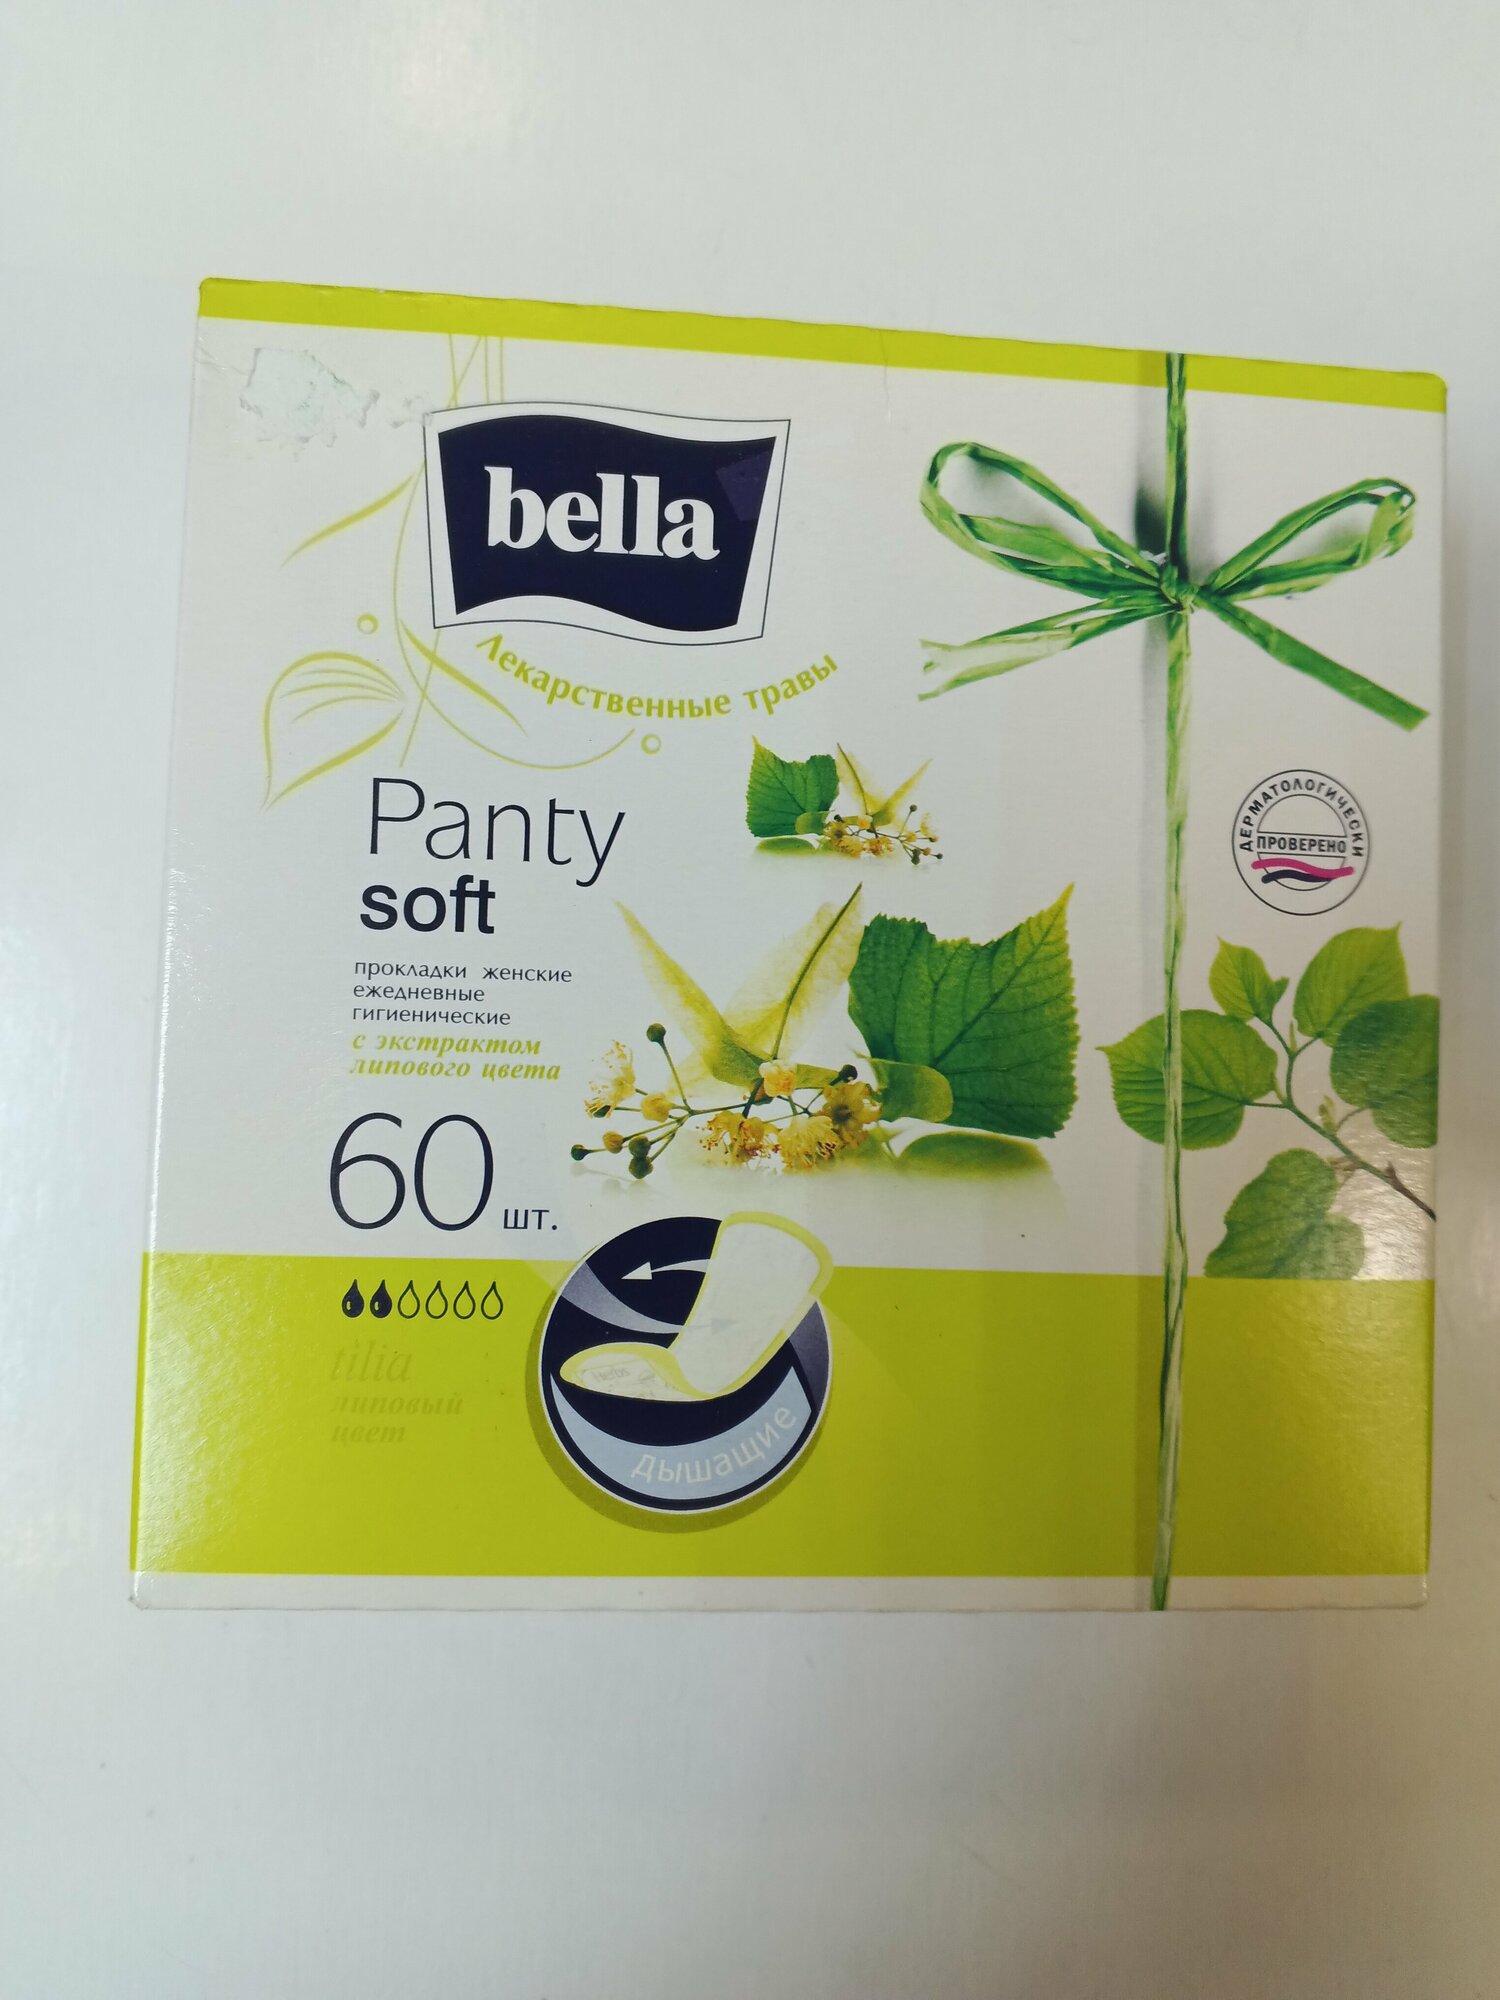 bella
Лекарственные травы
Panty
soft
прокладки женские
ежедневные
гигиенические
с экстрактом
липового цвета
60 шт.
tilia
липовый
цвет
Herbs
дышащие
ДЕРМАТОЛОГИЧЕСКИ
ПРОВЕРЕНО